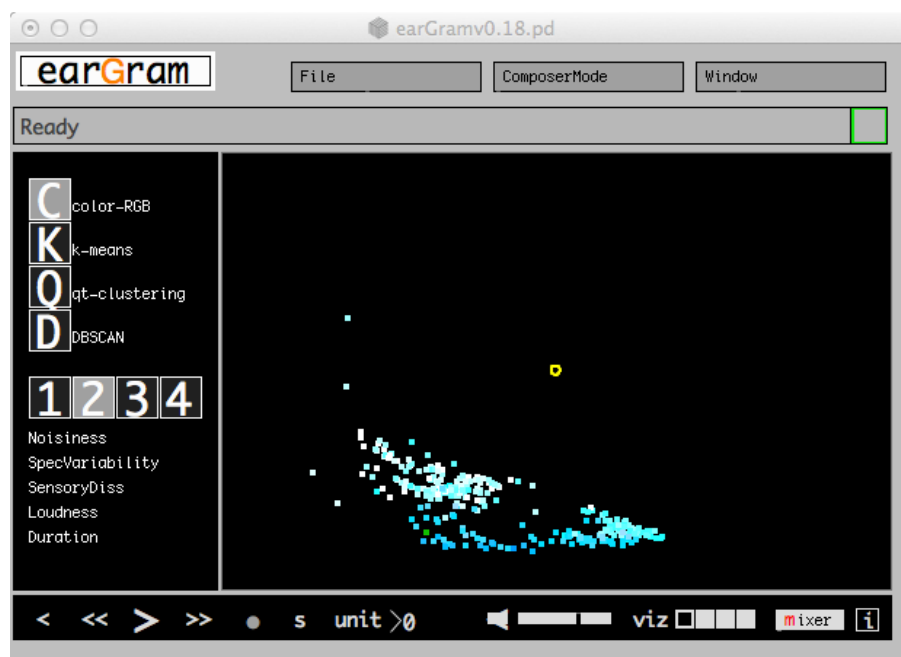 earGramv0.18.pd
earGram
File ComposerMode Window
Ready
C color-RGB
K k-means
Q qt-clustering
D DBSCAN
1 2 3 4
Noisiness
SpecVariability
SensoryDiss
Loudness
Duration
< << > >> s unit >0 viz mixer i